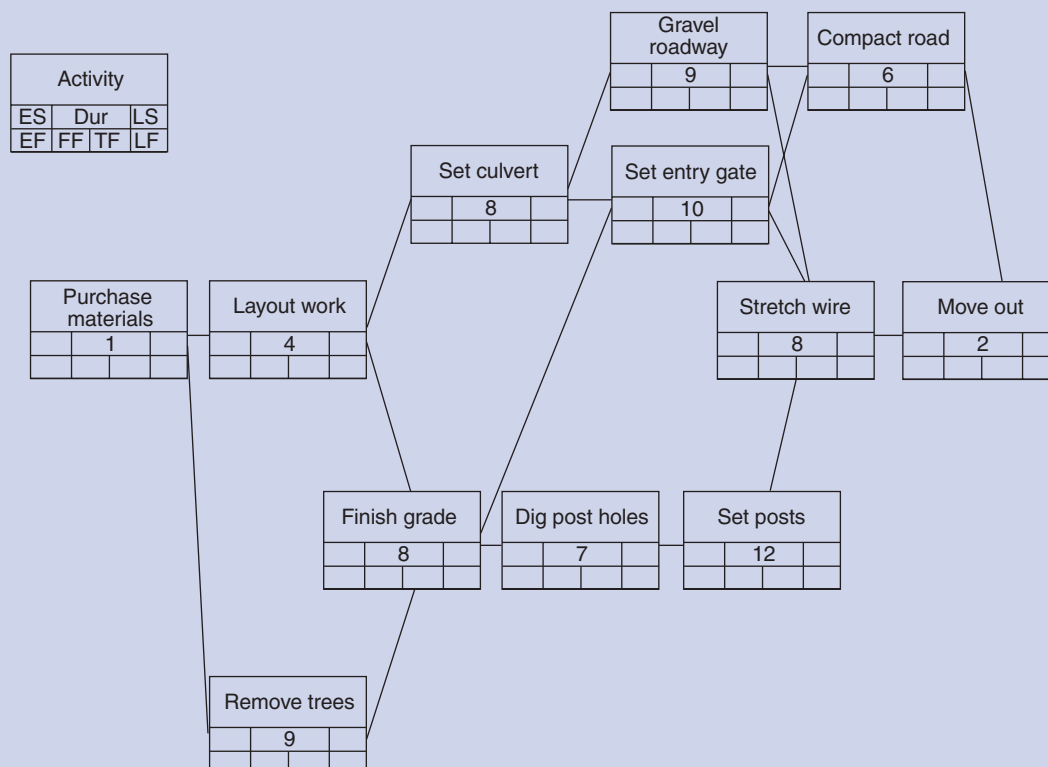 Activity
ES Dur LS
EF FF TF LF
Gravel
roadway
9
Compact road
6
Set culvert
8
Set entry gate
10
Purchase
materials
1
Layout work
4
Stretch wire
8
Move out
2
Finish grade
8
Dig post holes
7
Set posts
12
Remove trees
9